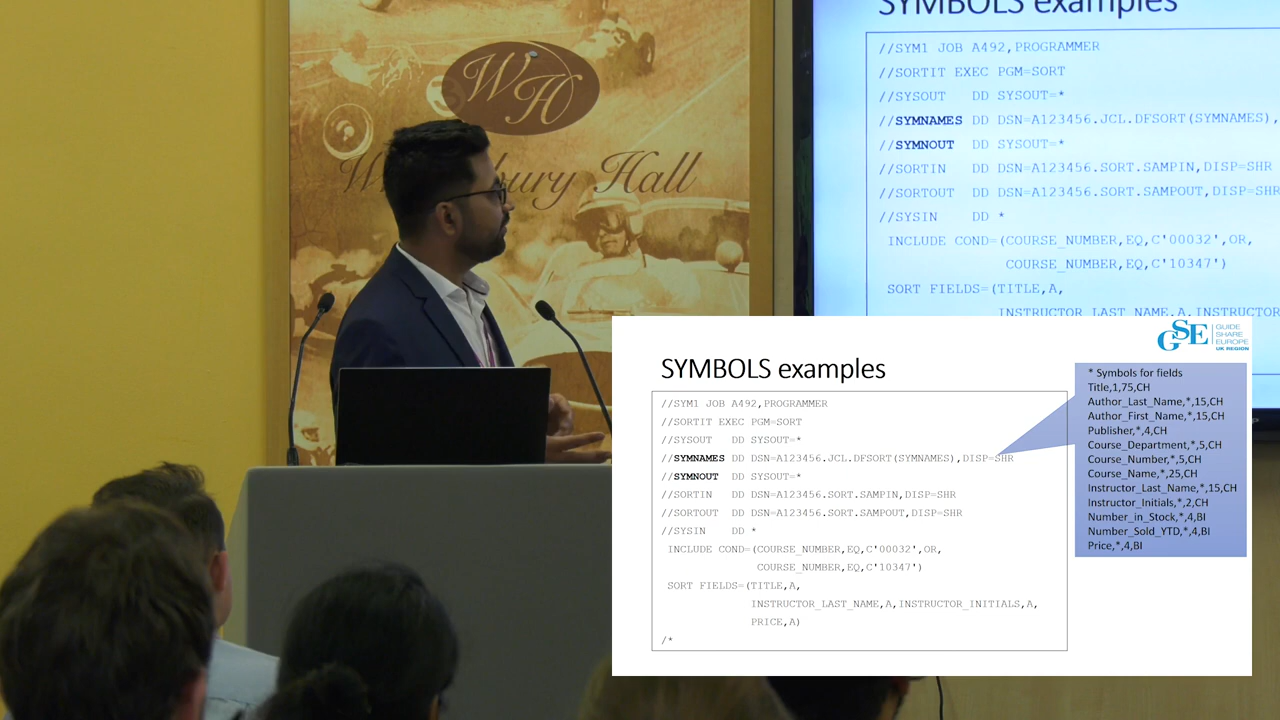 WH
bury Hall
SYMBOLS examples
//SYM1 JOB A492,PROGRAMMER
//SORTIT EXEC PGM=SORT
//SYSOUT DD SYSOUT=*
//SYMNAMES DD DSN=A123456.JCL.DFSORT(SYMNAMES),
//SYMNOUT DD SYSOUT=*
//SORTIN DD DSN=A123456.SORT.SAMPIN,DISP=SHR
//SORTOUT DD DSN=A123456.SORT.SAMPOUT,DISP=SHR
//SYSIN DD *
INCLUDE COND=(COURSE_NUMBER,EQ,C'00032',OR,
COURSE_NUMBER,EQ,C'10347')
SORT FIELDS=(TITLE,A,
INSTRUCTOR_LAST_NAME,A,INSTRUCTOR
GSE GUIDE
SHARE
EUROPE
UK REGION
SYMBOLS examples
//SYM1 JOB A492,PROGRAMMER
//SORTIT EXEC PGM=SORT
//SYSOUT DD SYSOUT=*
//SYMNAMES DD DSN=A123456.JCL.DFSORT(SYMNAMES),DISP=SHR
//SYMNOUT DD SYSOUT=*
//SORTIN DD DSN=A123456.SORT.SAMPIN,DISP=SHR
//SORTOUT DD DSN=A123456.SORT.SAMPOUT,DISP=SHR
//SYSIN DD *
INCLUDE COND=(COURSE_NUMBER,EQ,C'00032',OR,
COURSE_NUMBER,EQ,C'10347')
SORT FIELDS=(TITLE,A,
INSTRUCTOR_LAST_NAME,A,INSTRUCTOR_INITIALS,A,
PRICE,A)
/*
* Symbols for fields
Title,1,75,CH
Author_Last_Name,*,15,CH
Author_First_Name,*,15,CH
Publisher,*,4,CH
Course_Department,*,5,CH
Course_Number,*,5,CH
Course_Name,*,25,CH
Instructor_Last_Name,*,15,CH
Instructor_Initials,*,2,CH
Number_in_Stock,*,4,BI
Number_Sold_YTD,*,4,BI
Price,*,4,BI